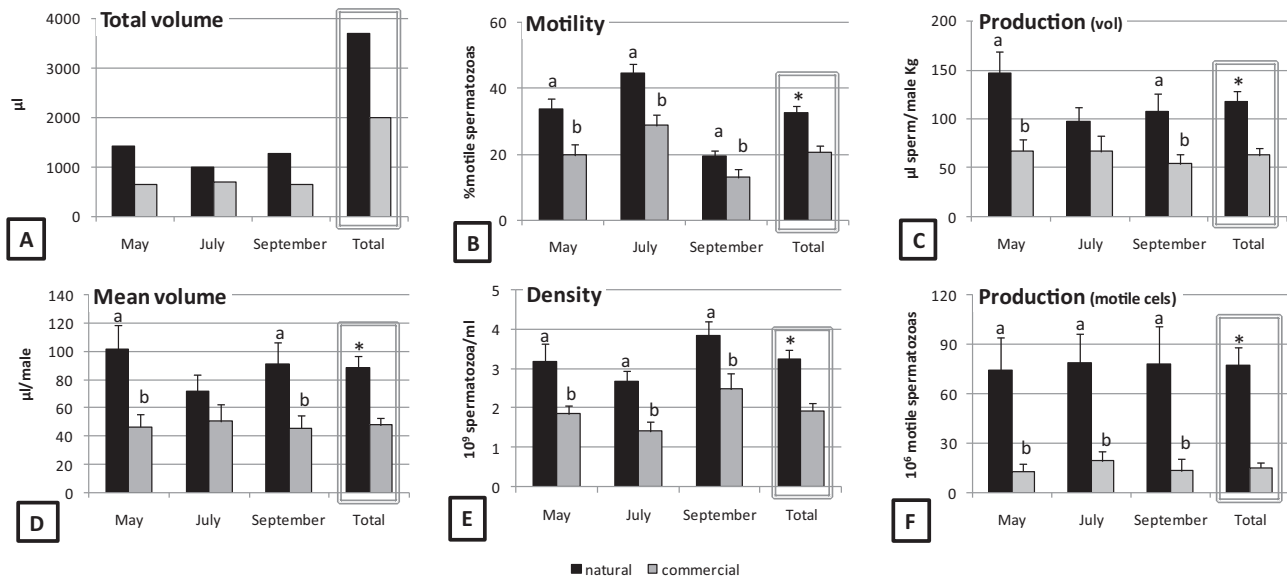 Total volume
4000
3000
2000
1000
0
µl
May July September Total
A
Motility
60
40
20
0
%motile spermatozoas
a
b
a
b
a
b
*
May July September Total
B
Production (vol)
200
150
100
50
0
µl sperm/male Kg
a
b
a
b
*
May July September Total
C
Mean volume
140
120
100
80
60
40
20
0
µl/male
a
b
a
b
*
May July September Total
D
Density
5
4
3
2
1
0
10⁹ spermatozoa/ml
a
b
a
b
a
b
*
May July September Total
E
Production (motile cels)
120
90
60
30
0
10⁶ motile spermatozoas
a
b
a
b
a
b
*
May July September Total
F
natural commercial